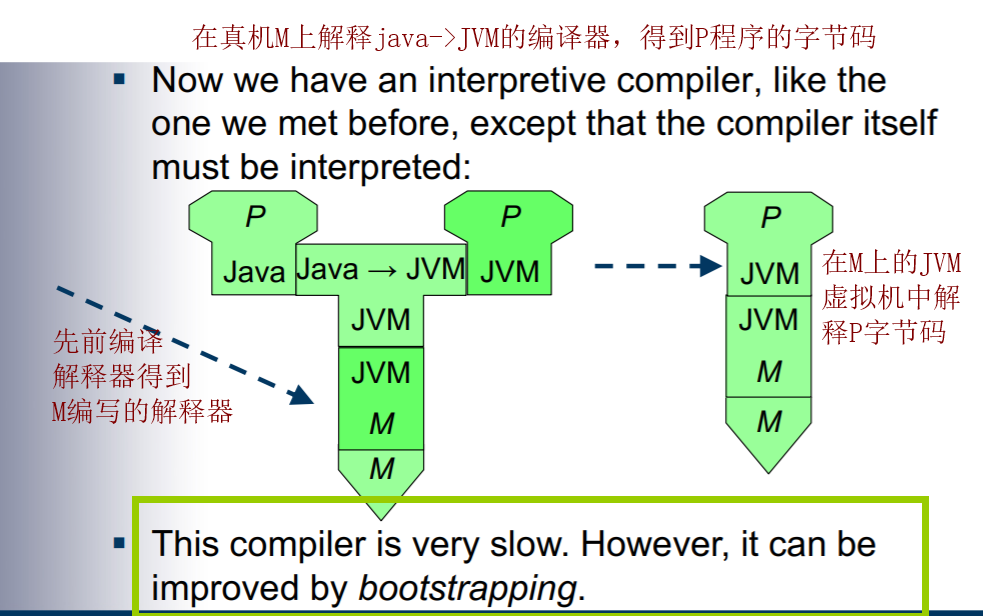 在真机M上解释java->JVM的编译器，得到P程序的字节码
▪ Now we have an interpretive compiler, like the
one we met before, except that the compiler itself
must be interpreted:
P
Java
Java → JVM
P
JVM
JVM
JVM
M
M
P
JVM
JVM
M
M
在M上的JVM
虚拟机中解
释P字节码
先前编译
解释器得到
M编写的解释器
▪ This compiler is very slow. However, it can be
improved by bootstrapping.